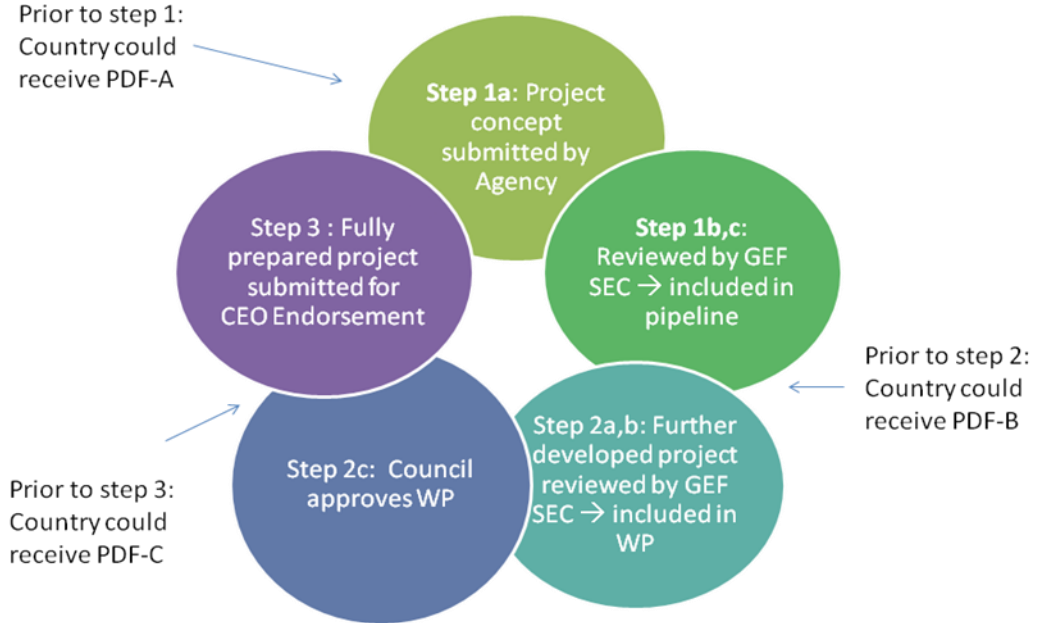 Prior to step 1:
Country could
receive PDF-A
Step 1a: Project
concept
submitted by
Agency
Step 1b,c:
Reviewed by GEF
SEC → included in
pipeline
Prior to step 2:
Country could
receive PDF-B
Step 2a,b: Further
developed project
reviewed by GEF
SEC → included in
WP
Step 2c: Council
approves WP
Prior to step 3:
Country could
receive PDF-C
Step 3 : Fully
prepared project
submitted for
CEO Endorsement